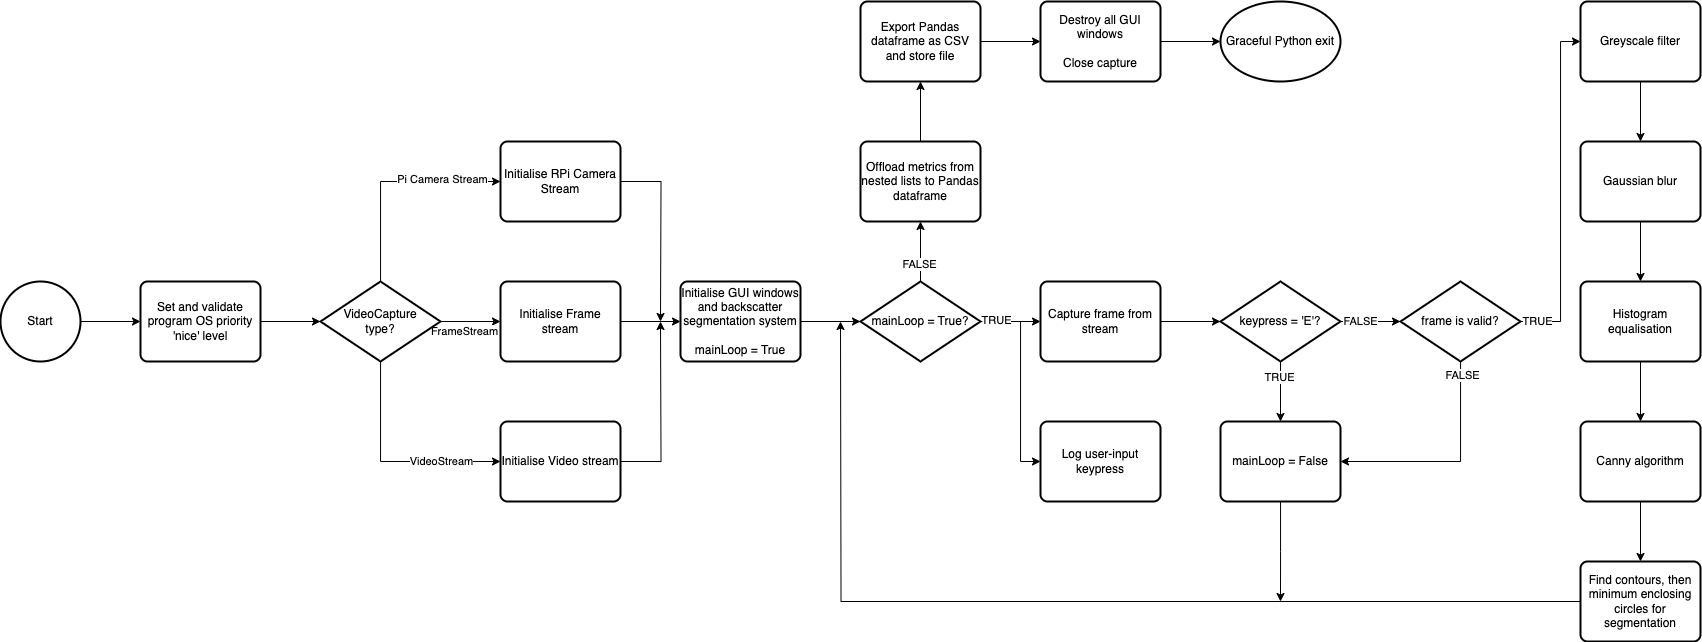 Start
Set and validate
program OS priority
'nice' level
VideoCapture
type?
Pi Camera Stream
FrameStream
VideoStream
Initialise RPi Camera
Stream
Initialise Frame
stream
Initialise Video stream
Initialise GUI windows
and backscatter
segmentation system
mainLoop = True
mainLoop = True?
FALSE
Offload metrics from
nested lists to Pandas
dataframe
Export Pandas
dataframe as CSV
and store file
Destroy all GUI
windows
Close capture
Graceful Python exit
TRUE
Capture frame from
stream
Log user-input
keypress
keypress = 'E'?
TRUE
mainLoop = False
FALSE
frame is valid?
FALSE
TRUE
Greyscale filter
Gaussian blur
Histogram
equalisation
Canny algorithm
Find contours, then
minimum enclosing
circles for
segmentation